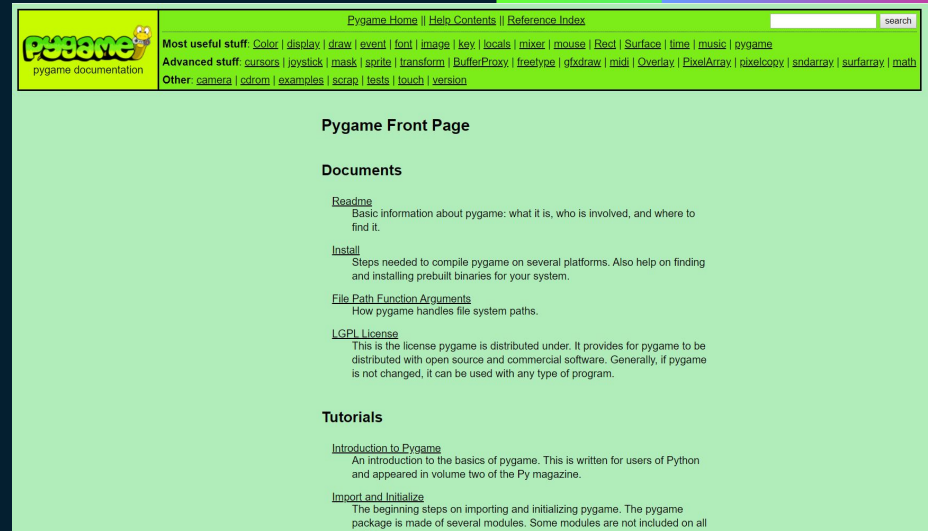 pygame
pygame documentation
Pygame Home || Help Contents || Reference Index
search
Most useful stuff: Color | display | draw | event | font | image | key | locals | mixer | mouse | Rect | Surface | time | music | pygame
Advanced stuff: cursors | joystick | mask | sprite | transform | BufferProxy | freetype | gfxdraw | midi | Overlay | PixelArray | pixelcopy | sndarray | surfarray | math
Other: camera | cdrom | examples | scrap | tests | touch | version
Pygame Front Page
Documents
Readme
Basic information about pygame: what it is, who is involved, and where to
find it.
Install
Steps needed to compile pygame on several platforms. Also help on finding
and installing prebuilt binaries for your system.
File Path Function Arguments
How pygame handles file system paths.
LGPL License
This is the license pygame is distributed under. It provides for pygame to be
distributed with open source and commercial software. Generally, if pygame
is not changed, it can be used with any type of program.
Tutorials
Introduction to Pygame
An introduction to the basics of pygame. This is written for users of Python
and appeared in volume two of the Py magazine.
Import and Initialize
The beginning steps on importing and initializing pygame. The pygame
package is made of several modules. Some modules are not included on all